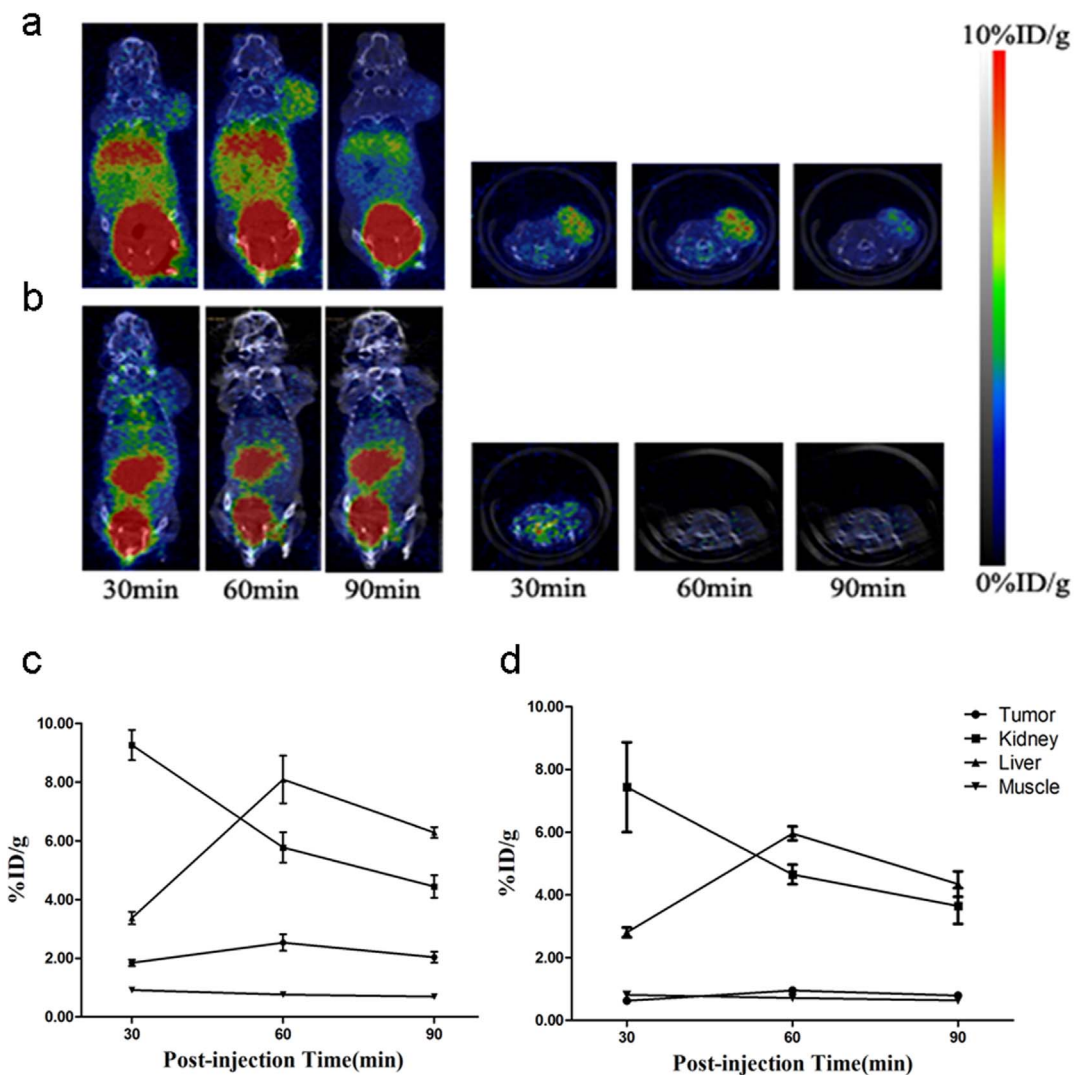 a
10%ID/g
b
0%ID/g
30min 60min 90min 30min 60min 90min
c
d
10.00
8.00
6.00
4.00
2.00
0.00
%ID/g
30 60 90
Post-injection Time(min)
10.00
8.00
6.00
4.00
2.00
0.00
%ID/g
30 60 90
Post-injection Time(min)
Tumor
Kidney
Liver
Muscle